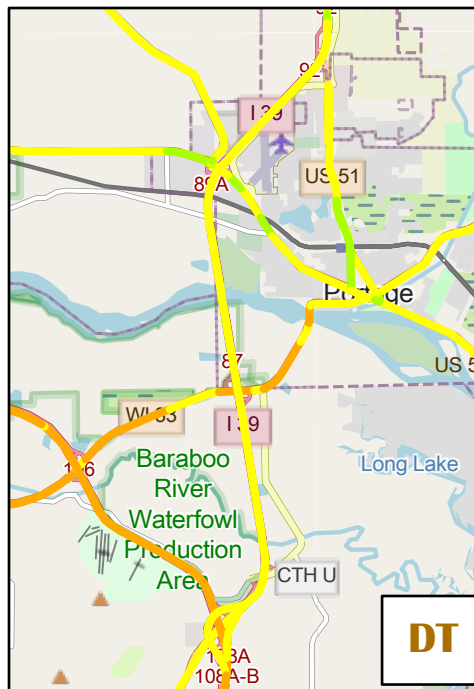 92
I 39
89A
US 51
Portage
87
US 5
WI 33
I 39
106
Baraboo
River
Waterfowl
Production
Area
Long Lake
CTH U
108A-B
DT